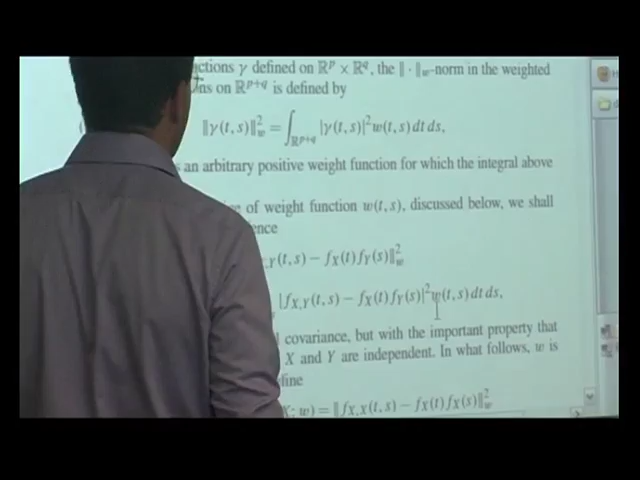 ctions γ defined on ℝᵖ × ℝ^q, the ‖ · ‖_w-norm in the weighted
ns on ℝ^{p+q} is defined by
‖γ(t, s)‖²_w = ∫_{ℝ^{p+q}} |γ(t, s)|² w(t, s) dt ds,
an arbitrary positive weight function for which the integral above
e of weight function w(t, s), discussed below, we shall
ence
,Y(t, s) − f_X(t) f_Y(s)‖²_w
|f_{X,Y}(t, s) − f_X(t) f_Y(s)|² w(t, s) dt ds,
covariance, but with the important property that
X and Y are independent. In what follows, w is
fine
; w) = ‖f_{X,X}(t, s) − f_X(t) f_X(s)‖²_w